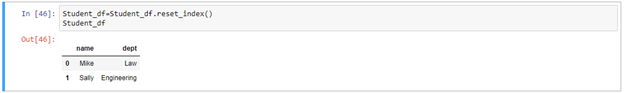 In [46]: Student_df=Student_df.reset_index()
Student_df
Out[46]:
name dept
0 Mike Law
1 Sally Engineering